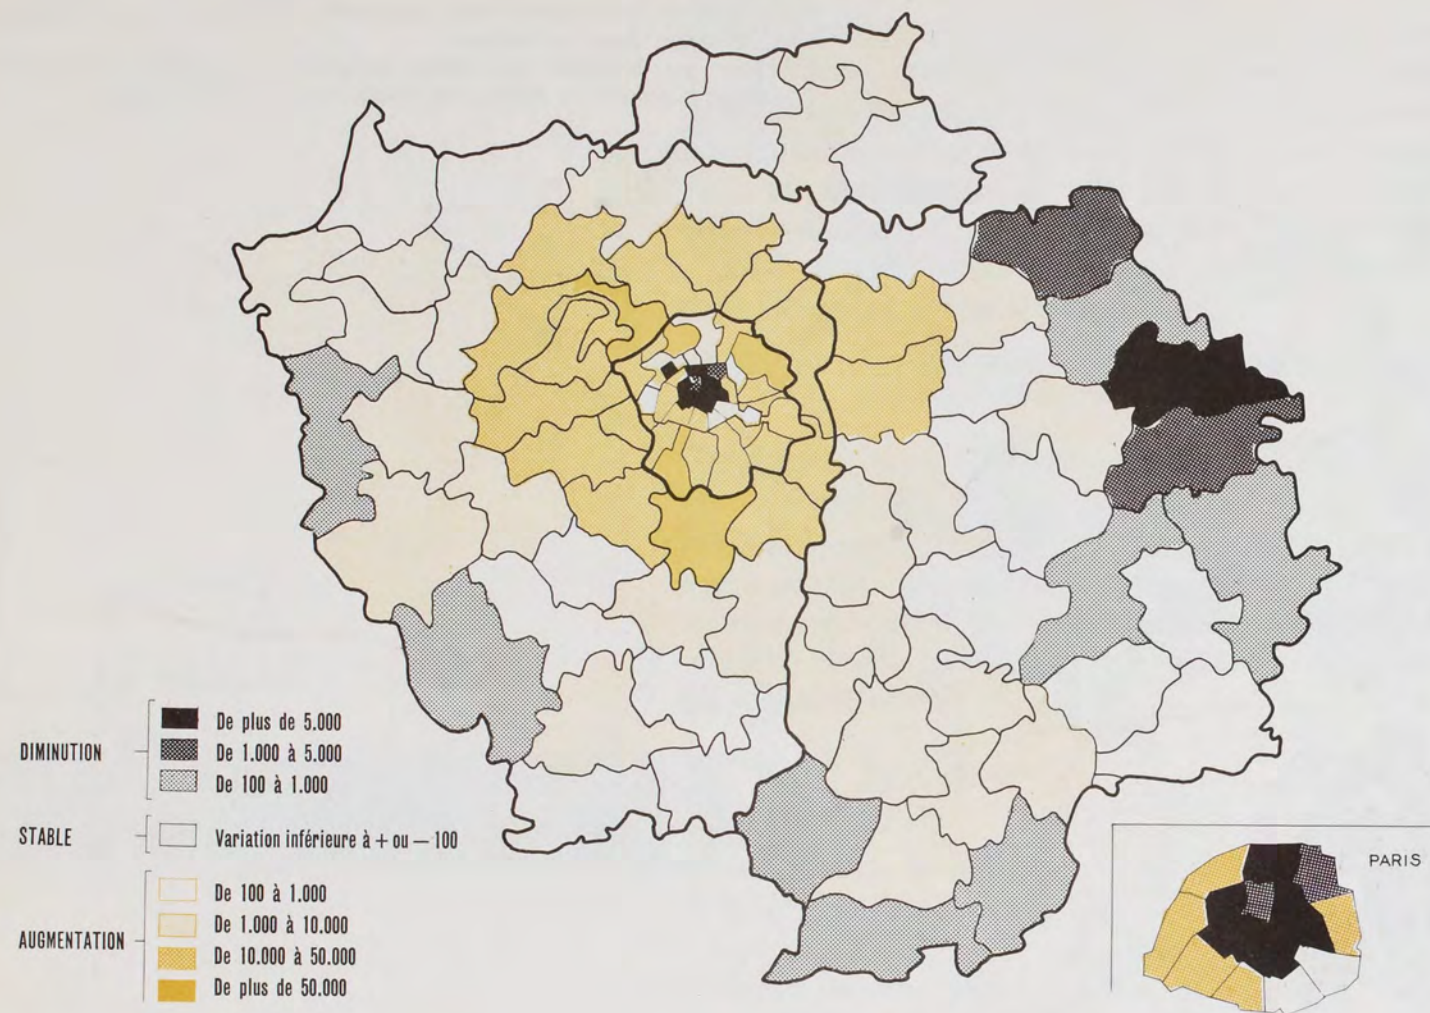 DIMINUTION
De plus de 5.000
De 1.000 à 5.000
De 100 à 1.000
STABLE
Variation inférieure à + ou — 100
AUGMENTATION
De 100 à 1.000
De 1.000 à 10.000
De 10.000 à 50.000
De plus de 50.000
PARIS